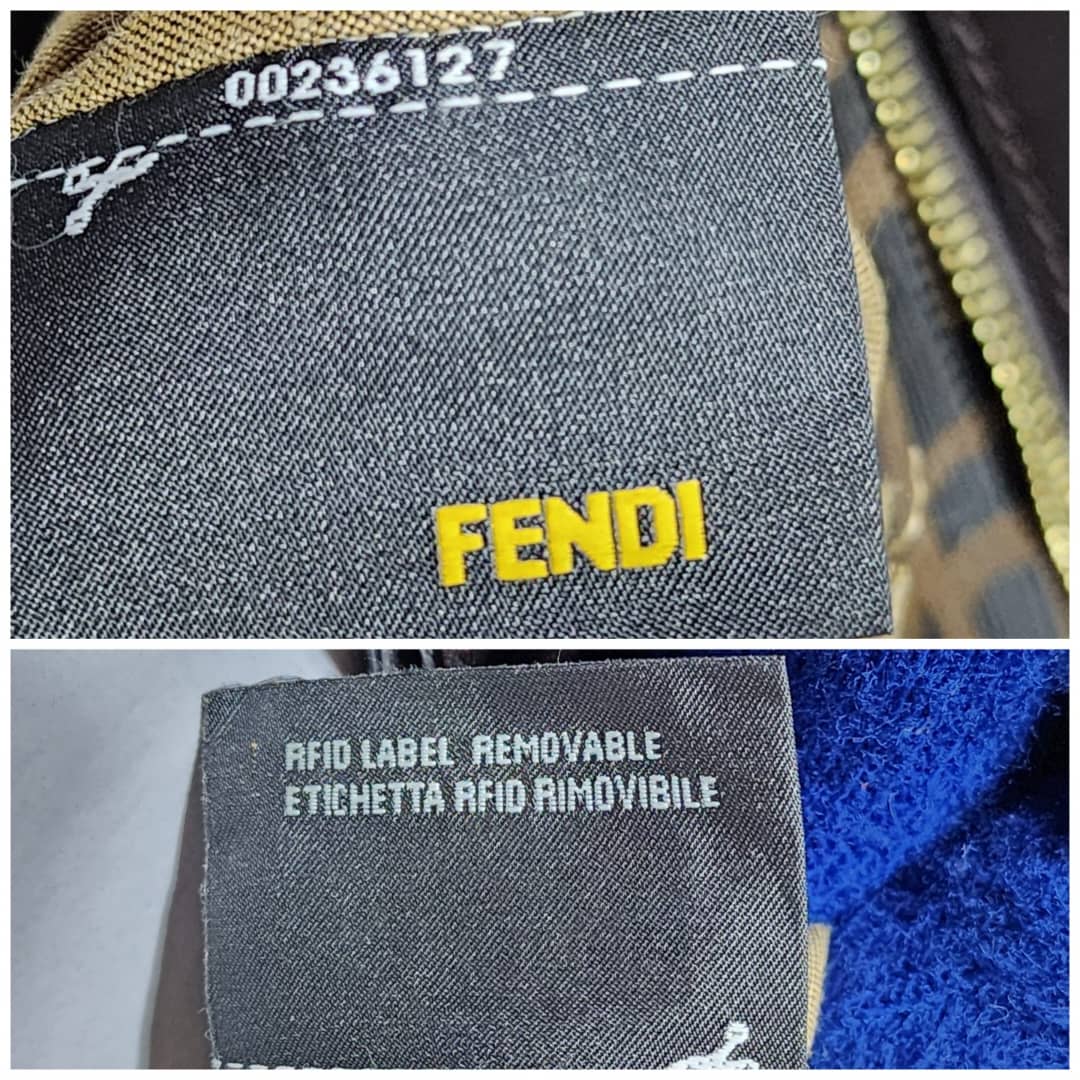 00236127
FENDI
RFID LABEL REMOVABLE
ETICHETTA RFID RIMOVIBILE